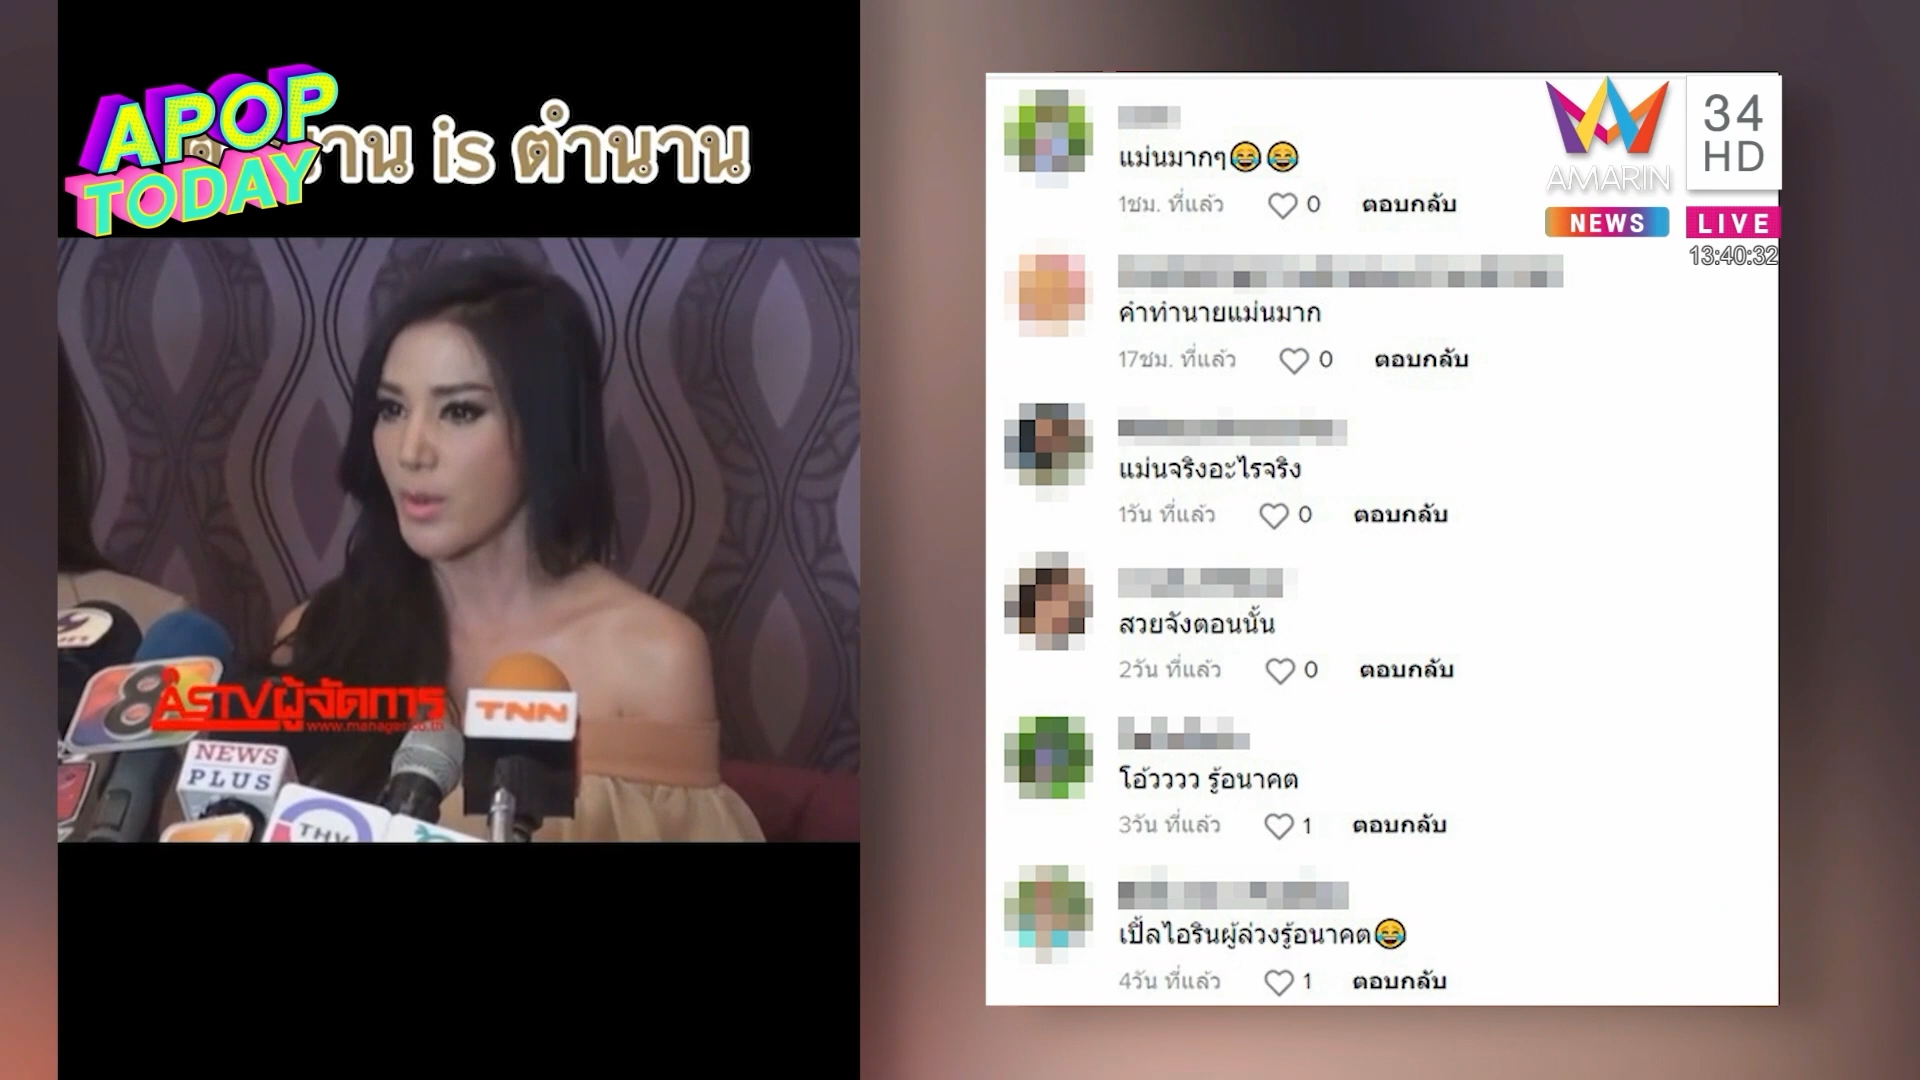 APOP
TODAY
าน is ตำนาน
8
ASTVผู้จัดการ
www.manager.co.th
TNN
NEWS
PLUS
THV
แม่นมากๆ😂😂
1ชม. ที่แล้ว 0 ตอบกลับ
คำทำนายแม่นมาก
17ชม. ที่แล้ว 0 ตอบกลับ
แม่นจริงอะไรจริง
1วัน ที่แล้ว 0 ตอบกลับ
สวยจังตอนนั้น
2วัน ที่แล้ว 0 ตอบกลับ
โอ้วววว รู้อนาคต
3วัน ที่แล้ว 1 ตอบกลับ
เปิ้ลไอรินผู้ล่วงรู้อนาคต😂
4วัน ที่แล้ว 1 ตอบกลับ
AMARIN
34
HD
NEWS
LIVE
13:40:32